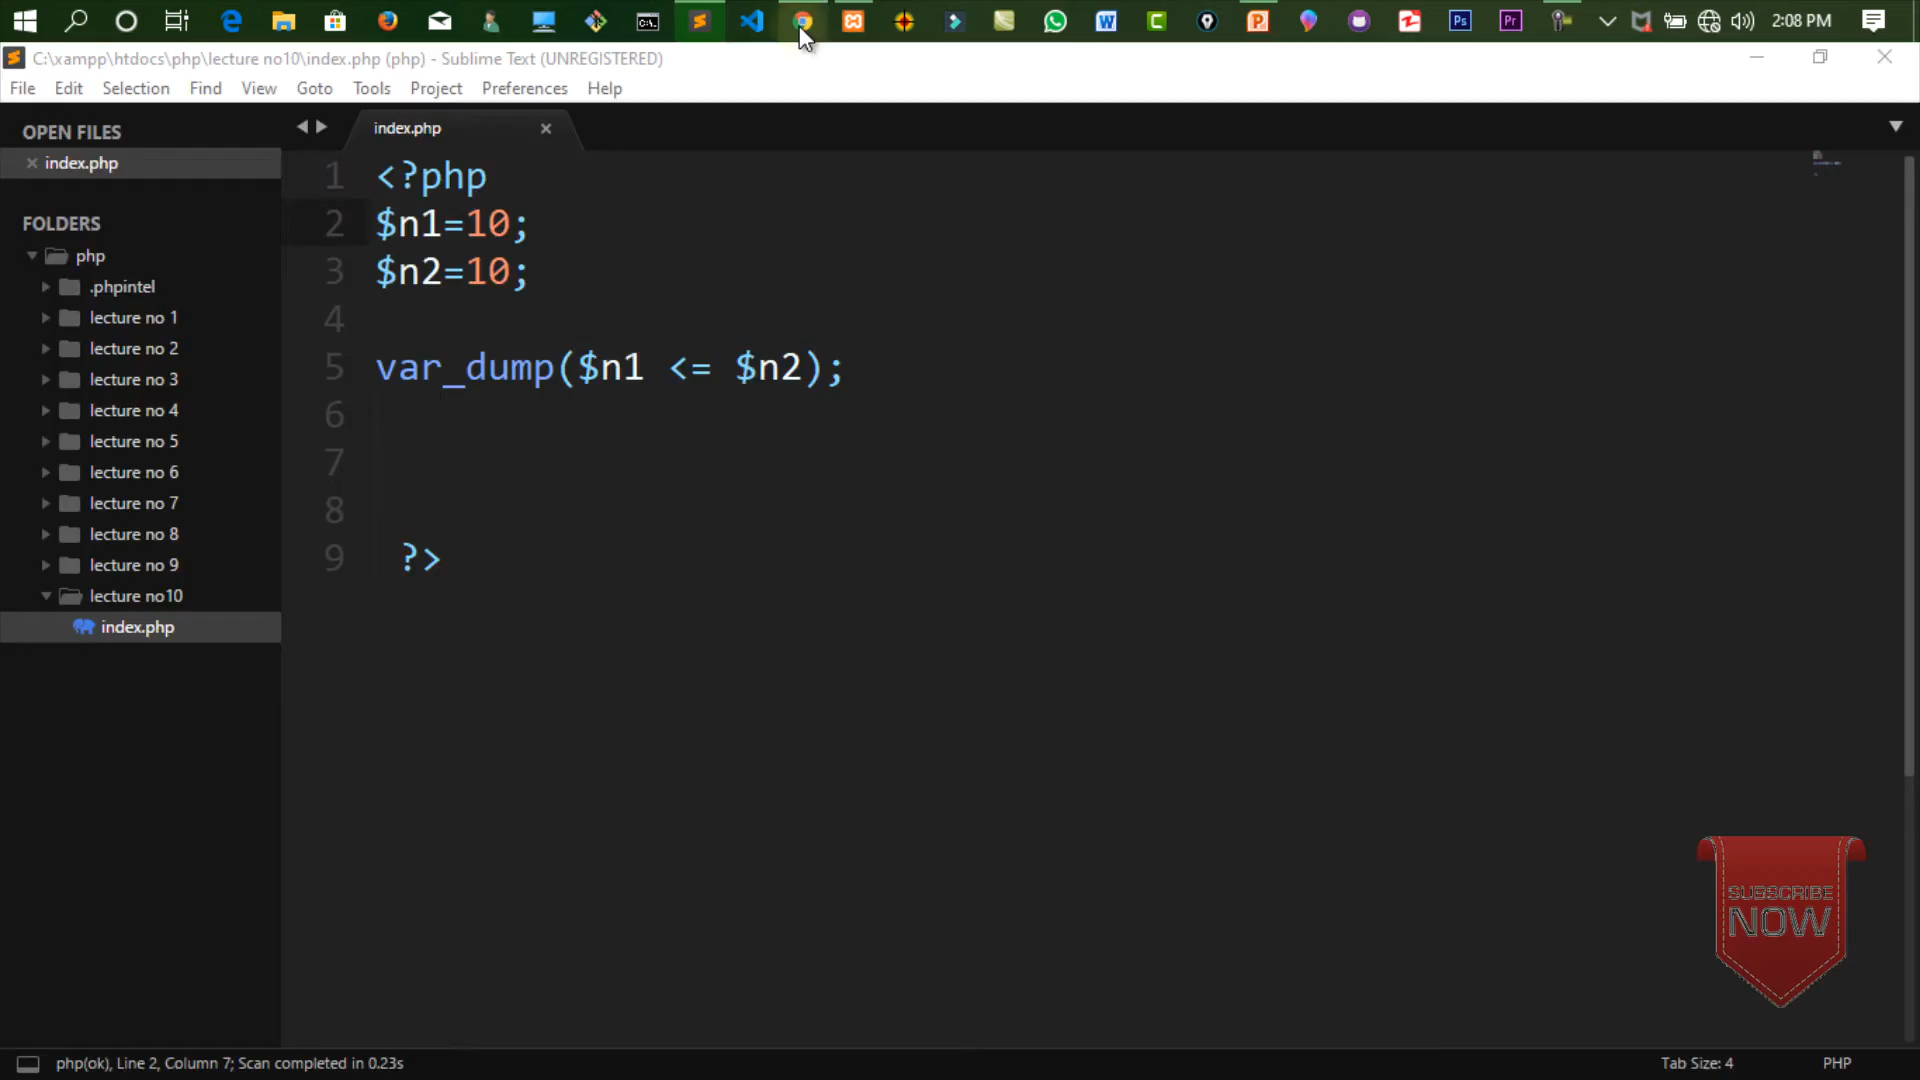 2:08 PM
C:\xampp\htdocs\php\lecture no10\index.php (php) - Sublime Text (UNREGISTERED)
File Edit Selection Find View Goto Tools Project Preferences Help
OPEN FILES
index.php
index.php
FOLDERS
php
.phpintel
lecture no 1
lecture no 2
lecture no 3
lecture no 4
lecture no 5
lecture no 6
lecture no 7
lecture no 8
lecture no 9
lecture no10
index.php
1 <?php
2 $n1=10;
3 $n2=10;
4
5 var_dump($n1 <= $n2);
6
7
8
9 ?>
SUBSCRIBE
NOW
php(ok), Line 2, Column 7; Scan completed in 0.23s
Tab Size: 4
PHP